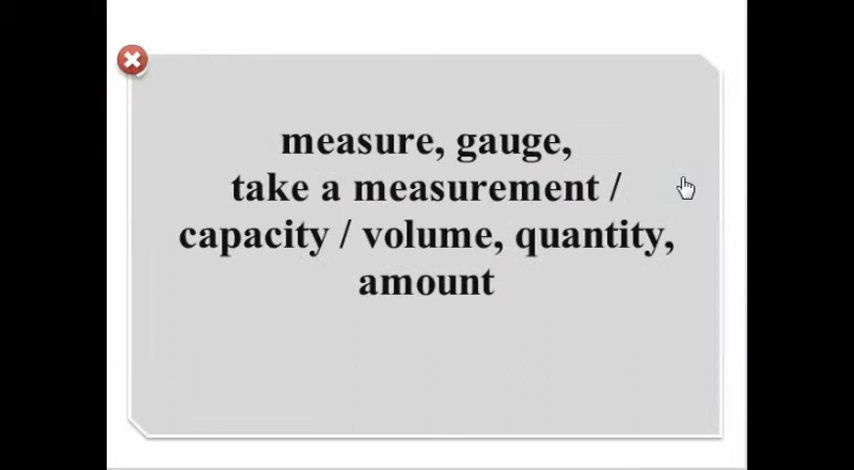 measure, gauge,
take a measurement /
capacity / volume, quantity,
amount